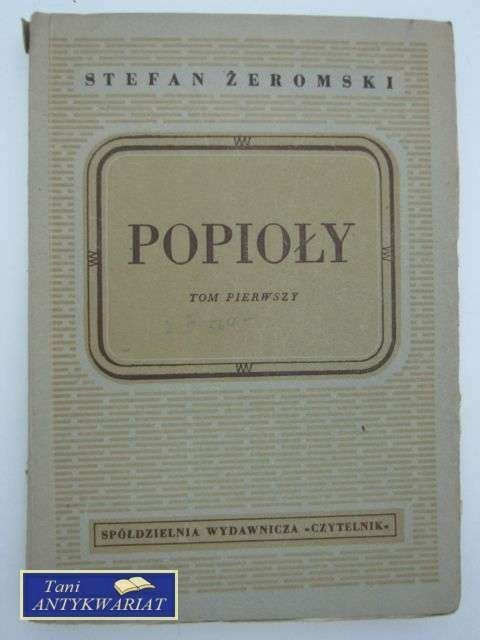 STEFAN ŻEROMSKI
POPIOŁY
TOM PIERWSZY
SPÓŁDZIELNIA WYDAWNICZA »CZYTELNIK«
Tani
ANTYKWARIAT